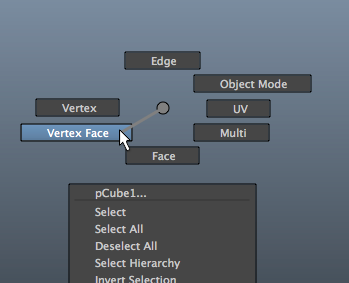 Edge
Object Mode
Vertex
UV
Vertex Face
Multi
Face
pCube1...
Select
Select All
Deselect All
Select Hierarchy
Invert Selection